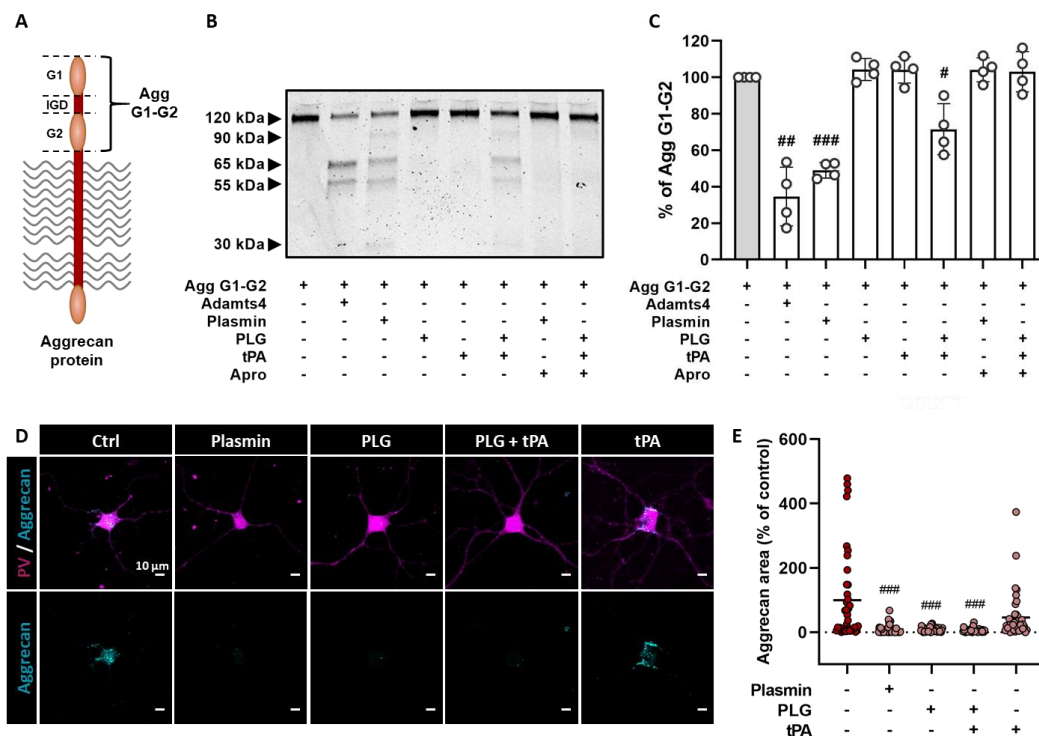 A
G1
IGD
G2
Agg
G1-G2
Aggrecan
protein
B
120 kDa
90 kDa
65 kDa
55 kDa
30 kDa
Agg G1-G2 + + + + + + + +
Adamts4 - + - - - - - -
Plasmin - - + - - - + -
PLG - - - + - + - +
tPA - - - - + + - +
Apro - - - - - - + +
C
% of Agg G1-G2
120
100
80
60
40
20
0
##
###
#
Agg G1-G2 + + + + + + + +
Adamts4 - + - - - - - -
Plasmin - - + - - - + -
PLG - - - + - + - +
tPA - - - - + + - +
Apro - - - - - - + +
D
Ctrl Plasmin PLG PLG + tPA tPA
PV / Aggrecan
10 µm
Aggrecan
E
Aggrecan area (% of control)
600
400
200
0
###
###
###
Plasmin - + - - -
PLG - - + + -
tPA - - - + +